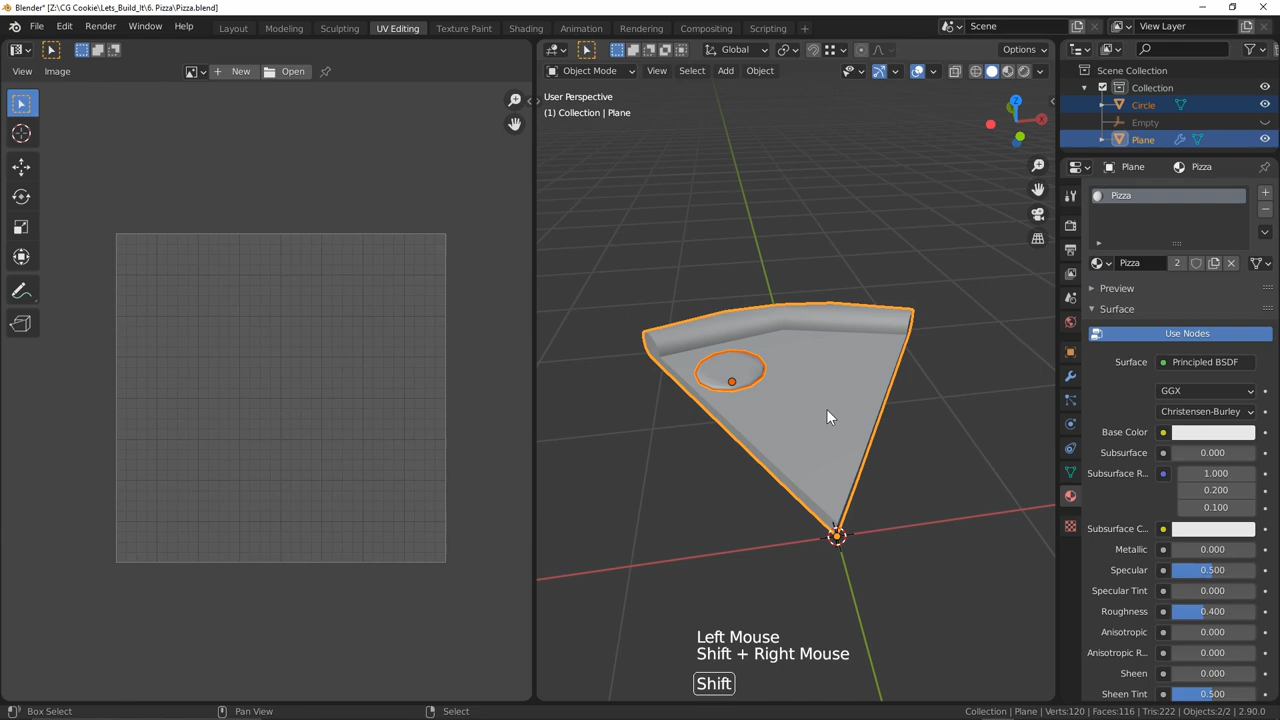 Blender* [Z:\CG Cookie\Lets_Build_It\6. Pizza\Pizza.blend]
File Edit Render Window Help Layout Modeling Sculpting UV Editing Texture Paint Shading Animation Rendering Compositing Scripting + Scene View Layer
Global Options
View Image + New Open Object Mode View Select Add Object
User Perspective
(1) Collection | Plane
Z
X
Scene Collection
Collection
Circle
Empty
Plane
Plane Pizza
Pizza
Pizza 2
Preview
Surface
Use Nodes
Surface Principled BSDF
GGX
Christensen-Burley
Base Color
Subsurface 0.000
Subsurface R... 1.000
0.200
0.100
Subsurface C...
Metallic 0.000
Specular 0.500
Specular Tint 0.000
Roughness 0.400
Anisotropic 0.000
Anisotropic R... 0.000
Sheen 0.000
Sheen Tint 0.500
Left Mouse
Shift + Right Mouse
Shift
Box Select Pan View Select Collection | Plane | Verts:120 | Faces:116 | Tris:222 | Objects:2/2 | 2.90.0